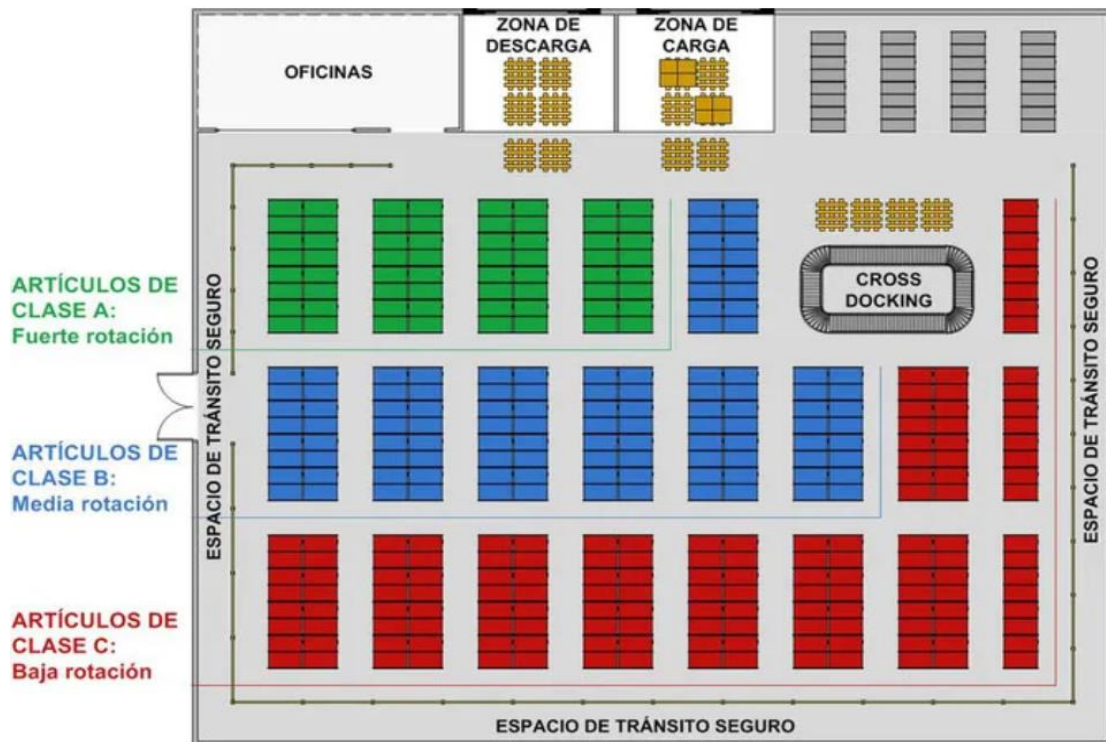 OFICINAS
ZONA DE
DESCARGA
ZONA DE
CARGA
ARTÍCULOS DE
CLASE A:
Fuerte rotación
CROSS
DOCKING
ESPACIO DE TRÁNSITO SEGURO
ESPACIO DE TRÁNSITO SEGURO
ARTÍCULOS DE
CLASE B:
Media rotación
ARTÍCULOS DE
CLASE C:
Baja rotación
ESPACIO DE TRÁNSITO SEGURO